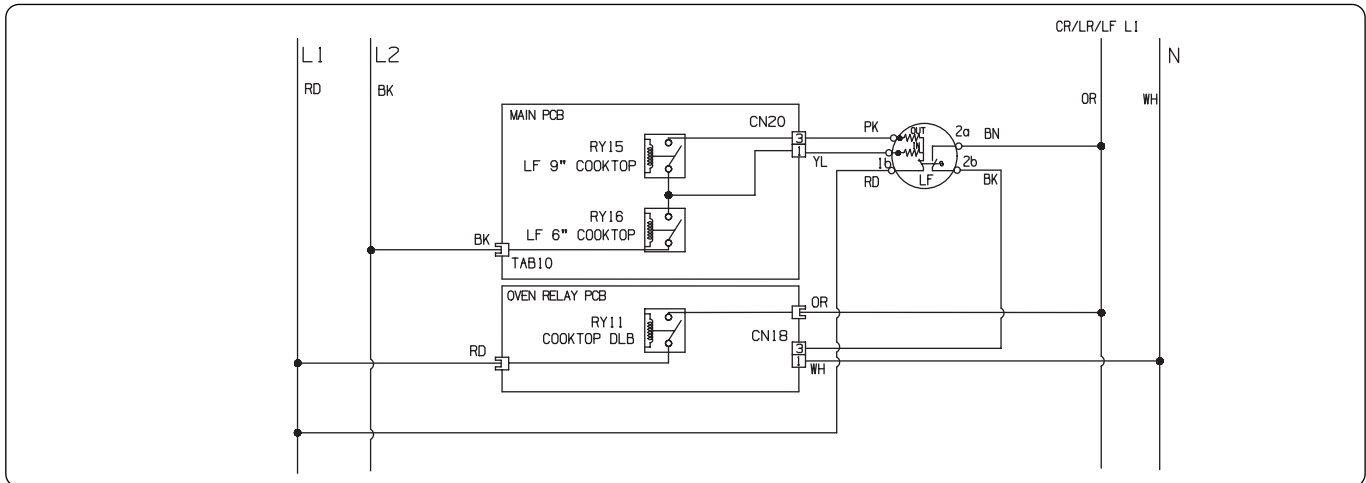 CR/LR/LF L1
L1
L2
N
RD
BK
OR
WH
MAIN PCB
CN20
RY15
LF 9" COOKTOP
3
1
PK
YL
OUT
IN
2a
BN
1b
2b
RD
LF
BK
RY16
LF 6" COOKTOP
BK
TAB10
OVEN RELAY PCB
OR
RY11
COOKTOP DLB
CN18
RD
3
1
WH